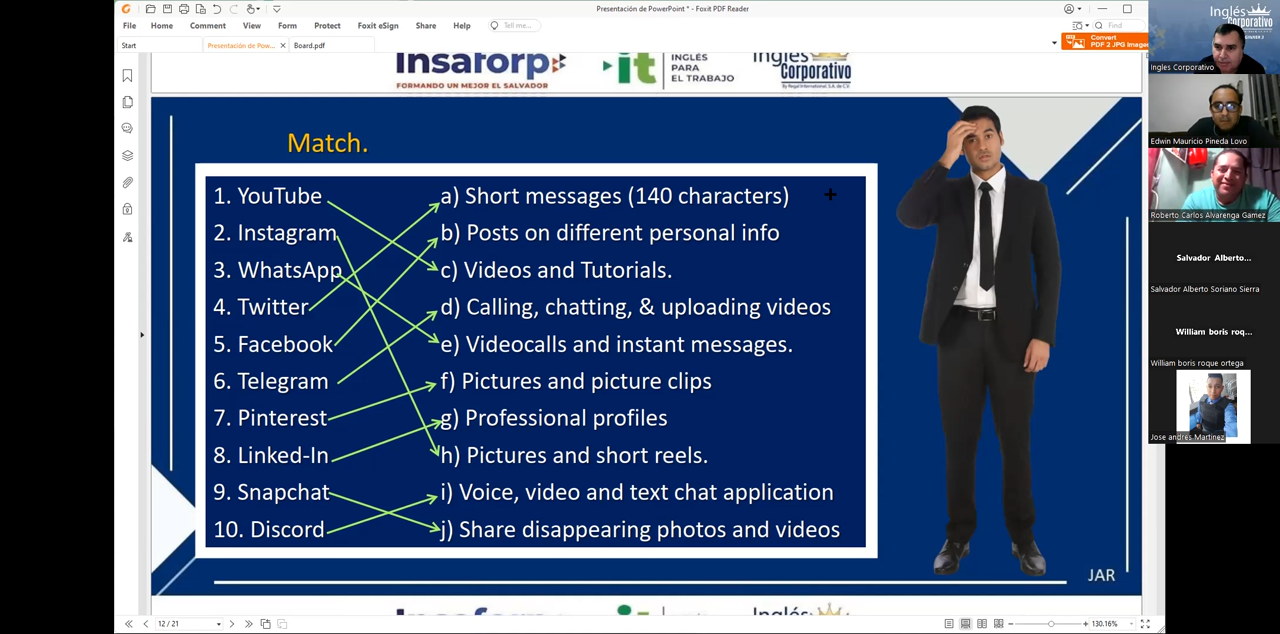 Presentación de PowerPoint * - Foxit PDF Reader
File Home Comment View Form Protect Foxit eSign Share Help Tell me...
Find
Start Presentación de Pow... Board.pdf
Convert
PDF 2 JPG Image
Insaforp
FORMANDO UN MEJOR EL SALVADOR
it
INGLÉS
PARA
EL TRABAJO
Inglés
Corporativo
By Regal International, S.A. de C.V.
Match.
1. YouTube
2. Instagram
3. WhatsApp
4. Twitter
5. Facebook
6. Telegram
7. Pinterest
8. Linked-In
9. Snapchat
10. Discord
a) Short messages (140 characters)
b) Posts on different personal info
c) Videos and Tutorials.
d) Calling, chatting, & uploading videos
e) Videocalls and instant messages.
f) Pictures and picture clips
g) Professional profiles
h) Pictures and short reels.
i) Voice, video and text chat application
j) Share disappearing photos and videos
JAR
12 / 21
130.16%
Inglés
Corporativo
Ingles Corporativo
Edwin Mauricio Pineda Lovo
Roberto Carlos Alvarenga Gamez
Salvador Alberto...
Salvador Alberto Soriano Sierra
William boris roq...
William boris roque ortega
Jose andres Martinez